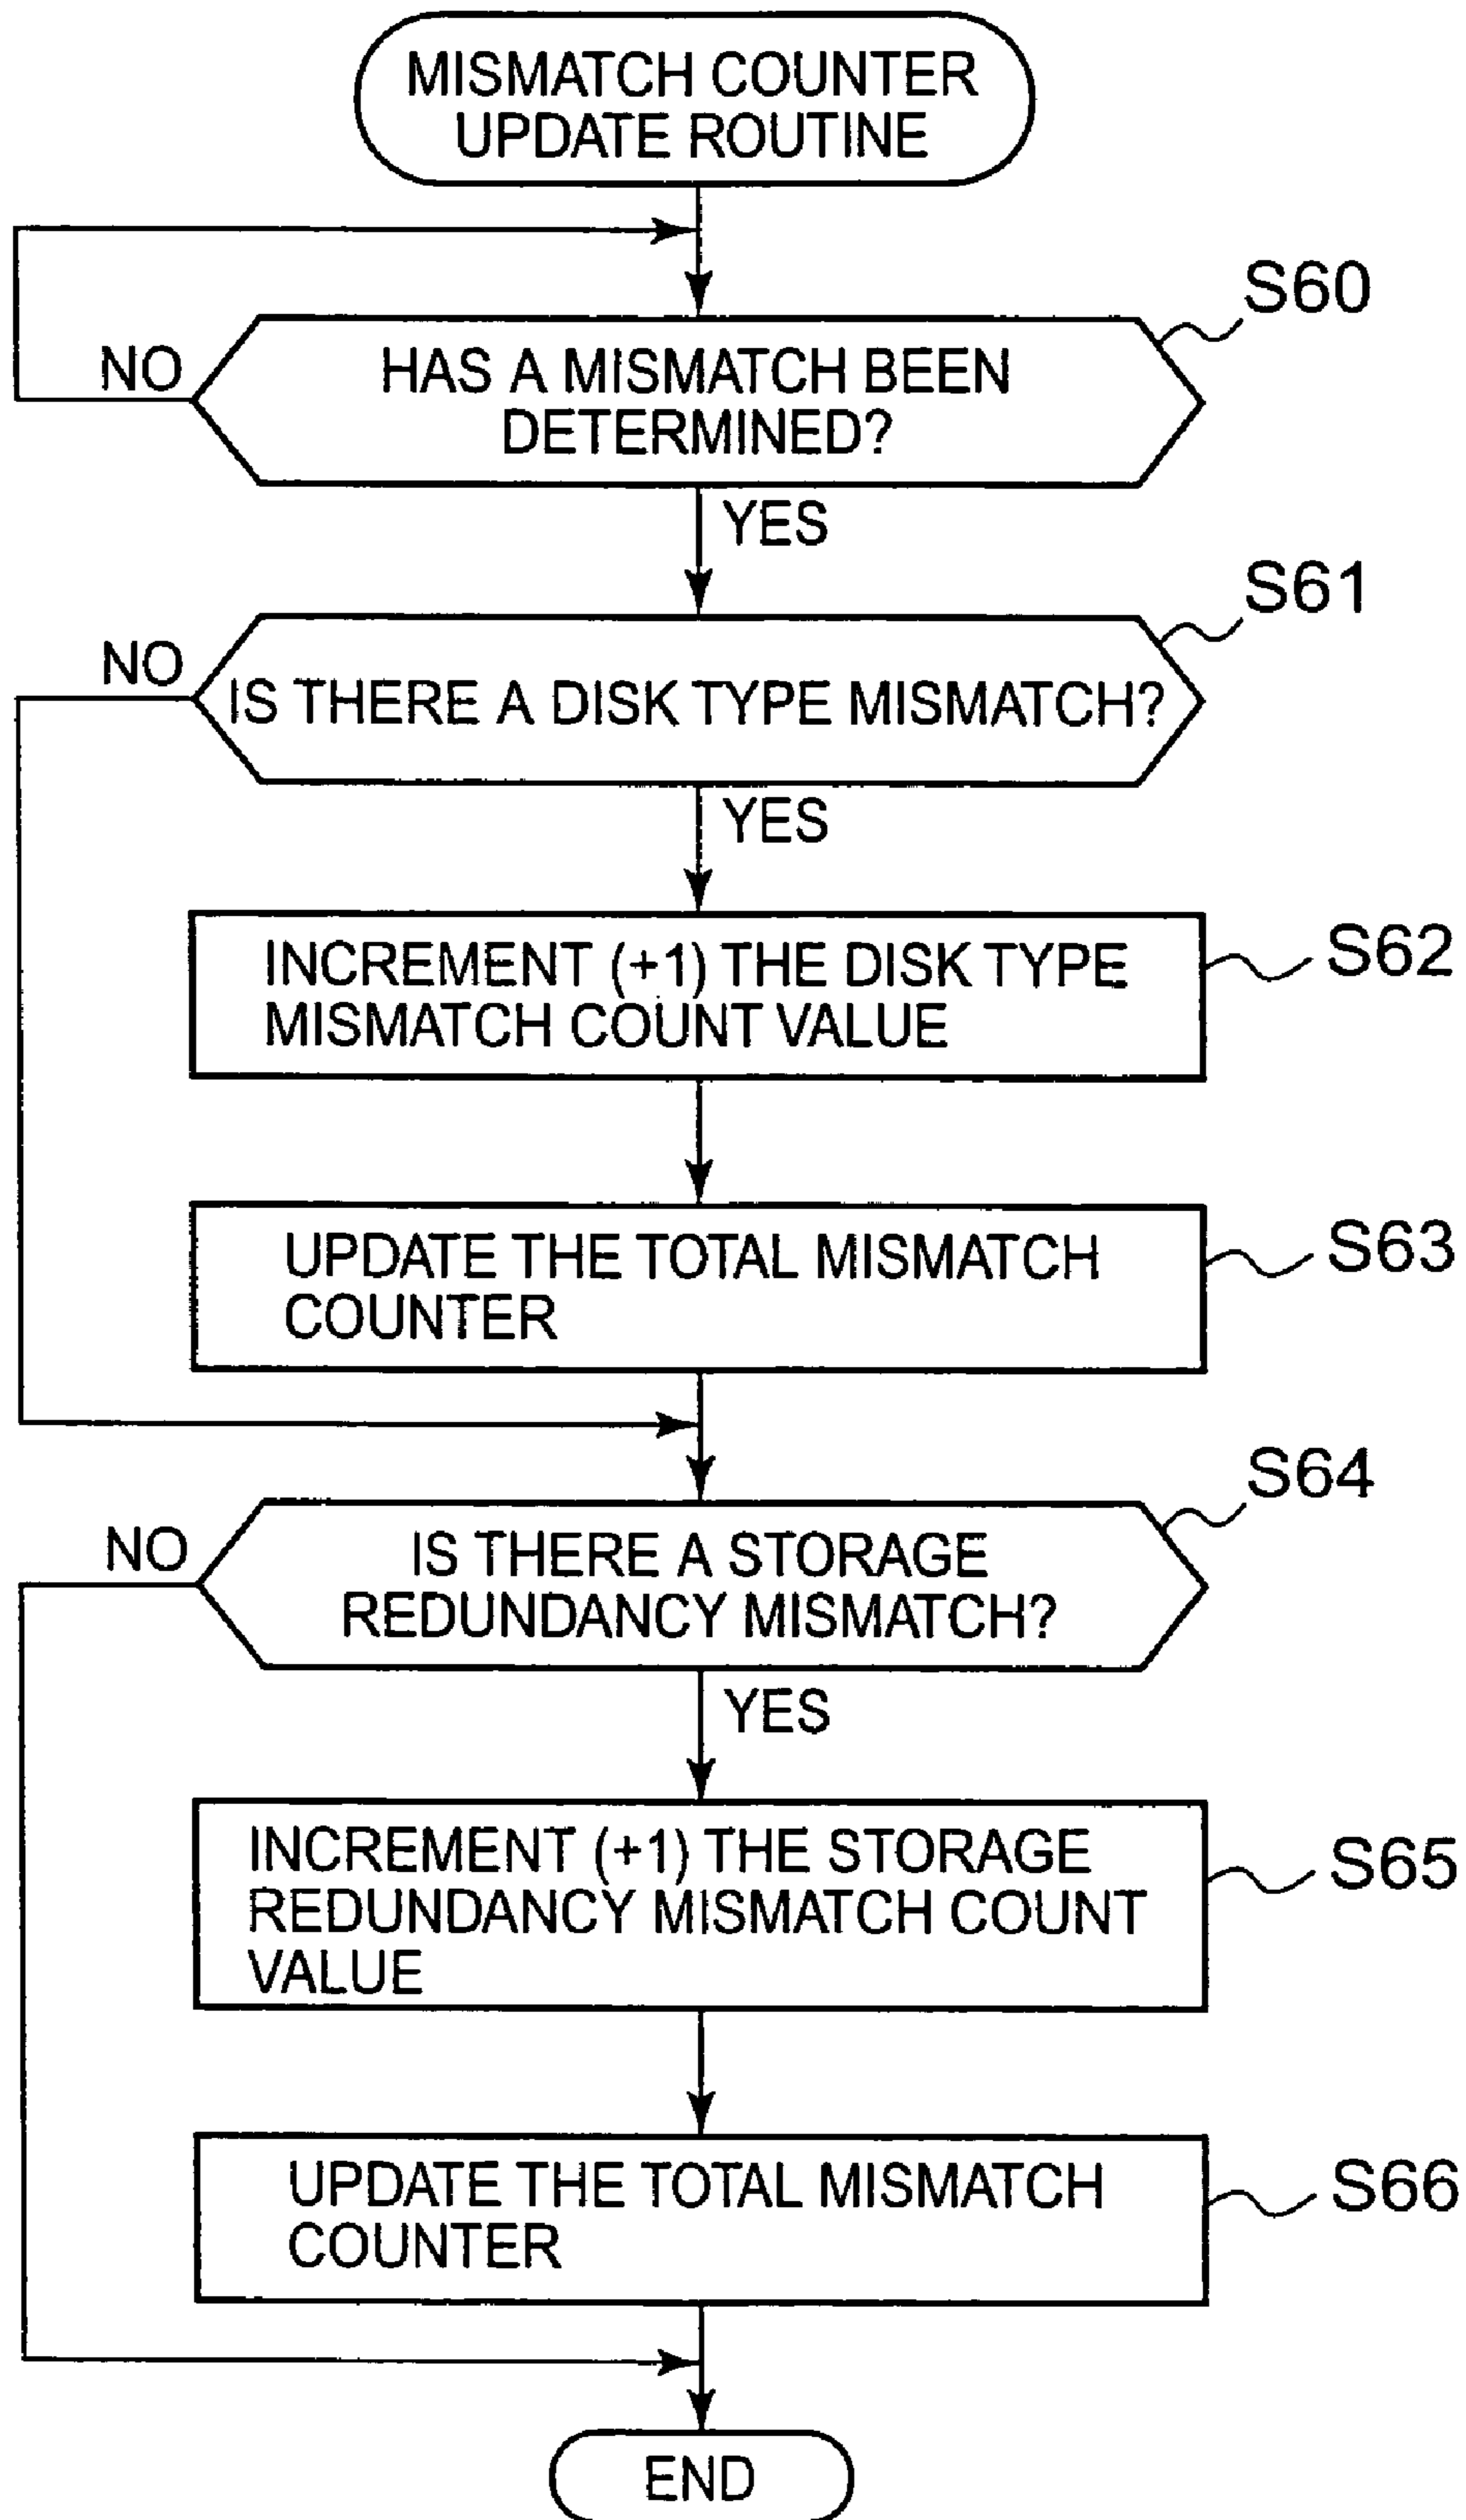 MISMATCH COUNTER
UPDATE ROUTINE
S60
NO
HAS A MISMATCH BEEN
DETERMINED?
YES
S61
NO
IS THERE A DISK TYPE MISMATCH?
YES
INCREMENT (+1) THE DISK TYPE
MISMATCH COUNT VALUE
S62
UPDATE THE TOTAL MISMATCH
COUNTER
S63
S64
NO
IS THERE A STORAGE
REDUNDANCY MISMATCH?
YES
INCREMENT (+1) THE STORAGE
REDUNDANCY MISMATCH COUNT
VALUE
S65
UPDATE THE TOTAL MISMATCH
COUNTER
S66
END